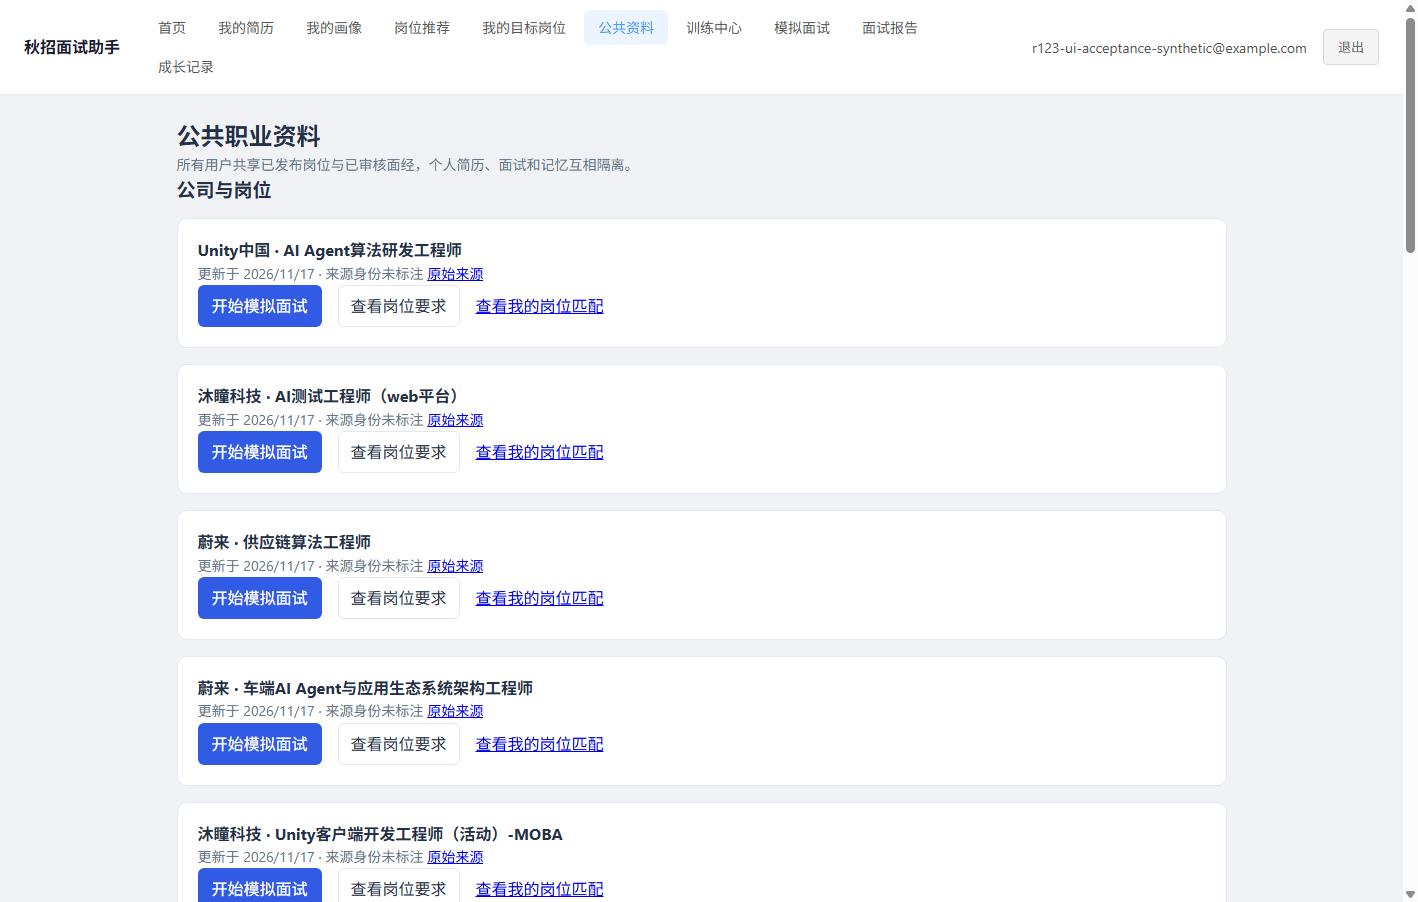 秋招面试助手
首页 我的简历 我的画像 岗位推荐 我的目标岗位 公共资料 训练中心 模拟面试 面试报告
成长记录
r123-ui-acceptance-synthetic@example.com 退出
公共职业资料
所有用户共享已发布岗位与已审核面经，个人简历、面试和记忆互相隔离。
公司与岗位
Unity中国 · AI Agent算法研发工程师
更新于 2026/11/17 · 来源身份未标注 原始来源
开始模拟面试 查看岗位要求 查看我的岗位匹配
沐瞳科技 · AI测试工程师（web平台）
更新于 2026/11/17 · 来源身份未标注 原始来源
开始模拟面试 查看岗位要求 查看我的岗位匹配
蔚来 · 供应链算法工程师
更新于 2026/11/17 · 来源身份未标注 原始来源
开始模拟面试 查看岗位要求 查看我的岗位匹配
蔚来 · 车端AI Agent与应用生态系统架构工程师
更新于 2026/11/17 · 来源身份未标注 原始来源
开始模拟面试 查看岗位要求 查看我的岗位匹配
沐瞳科技 · Unity客户端开发工程师（活动）-MOBA
更新于 2026/11/17 · 来源身份未标注 原始来源
开始模拟面试 查看岗位要求 查看我的岗位匹配